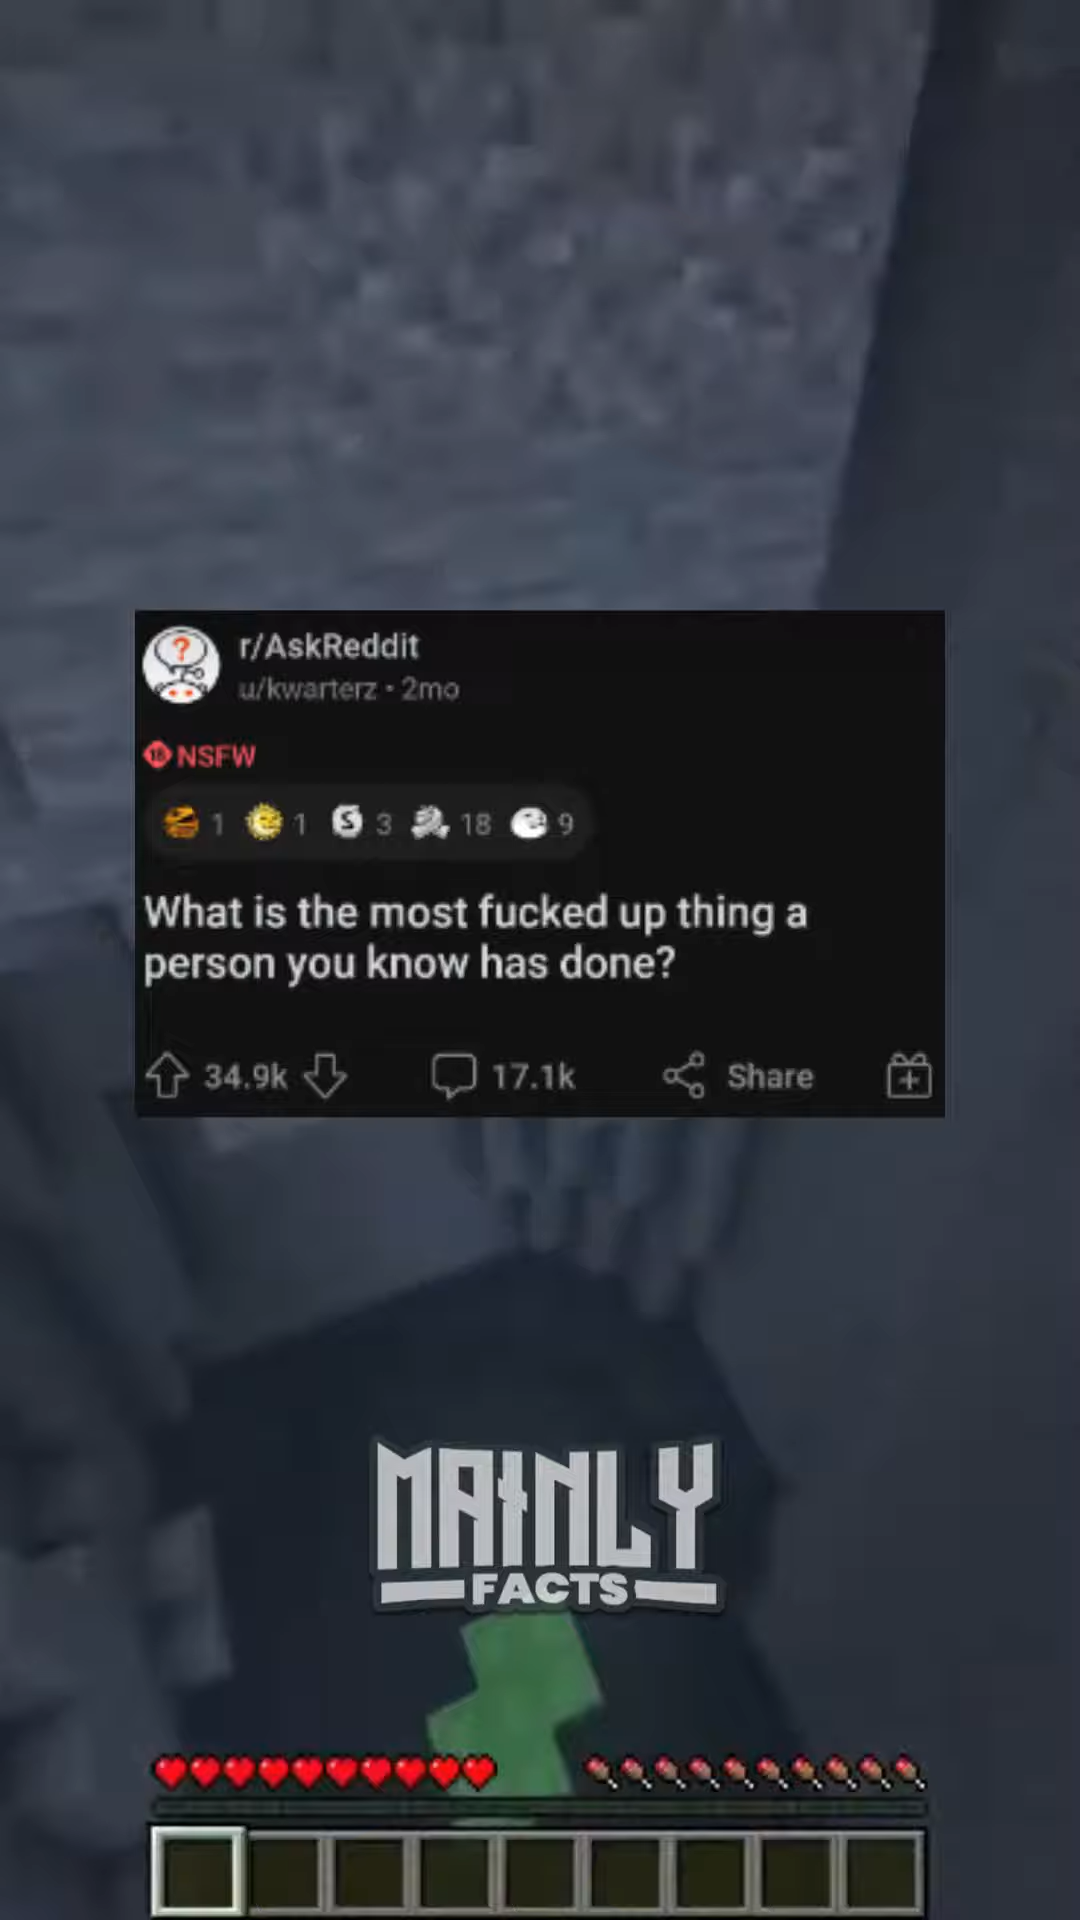 r/AskReddit
u/kwarterz • 2mo
18 NSFW
1 1 S 3 18 9
What is the most fucked up thing a
person you know has done?
34.9k 17.1k Share
MAINLY
FACTS